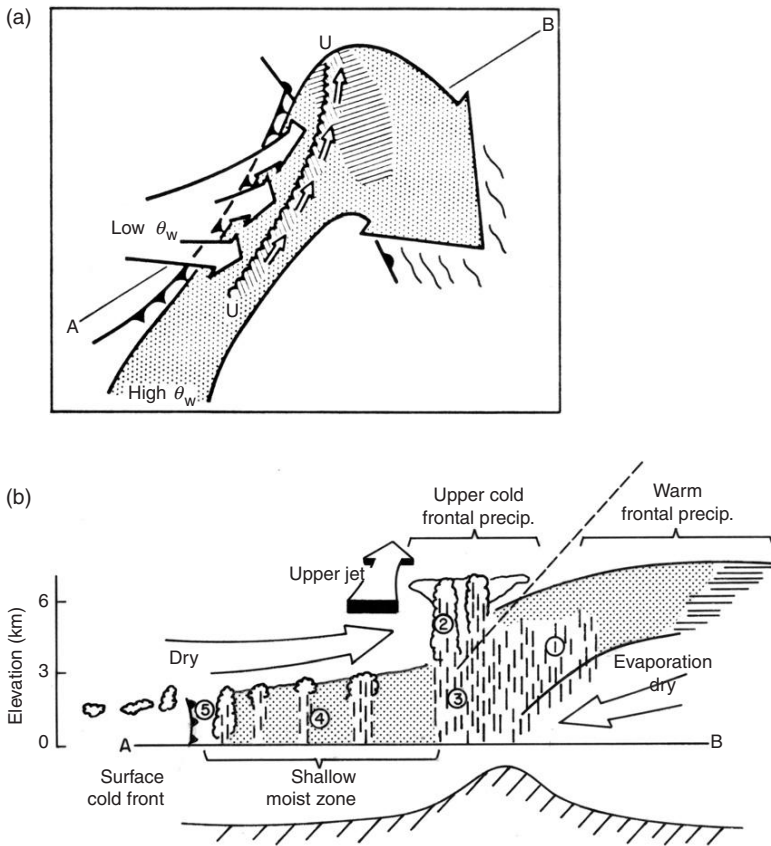 (a)
U
B
Low θw
A
U
High θw
(b)
Upper cold
frontal precip.
Warm
frontal precip.
Upper jet
Elevation (km)
6
3
0
Dry
②
①
③
Evaporation
dry
⑤
④
A
B
Surface
cold front
Shallow
moist zone